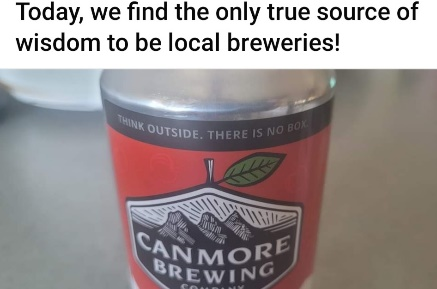 Today, we find the only true source of
wisdom to be local breweries!
THINK OUTSIDE. THERE IS NO BOX
CANMORE
BREWING
COMPANY